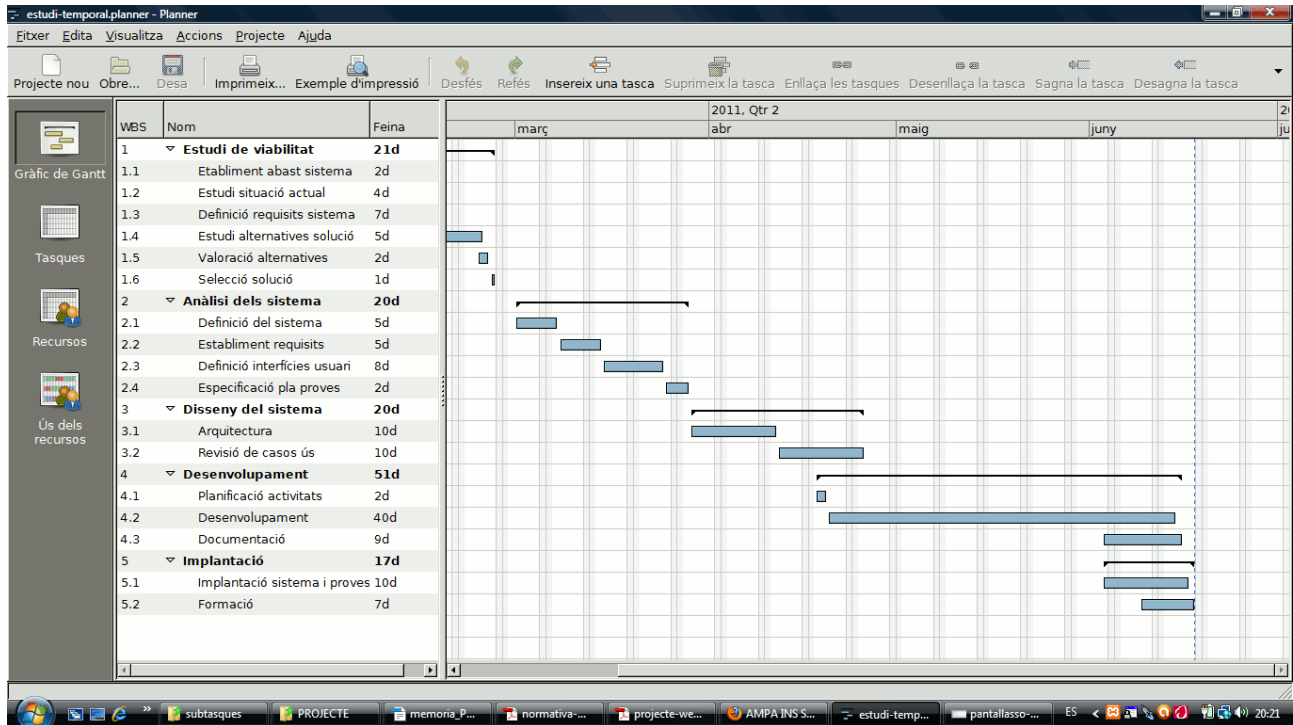 estudi-temporal.planner - Planner
Fitxer Edita Visualitza Accions Projecte Ajuda
Projecte nou Obre... Desa Imprimeix... Exemple d'impressió Desfés Refés Insereix una tasca Suprimeix la tasca Enllaça les tasques Desenllaça la tasca Sagna la tasca Desagna la tasca
2011, Qtr 2
WBS Nom Feina març abr maig juny
1 Estudi de viabilitat 21d
Gràfic de Gantt
1.1 Etabliment abast sistema 2d
1.2 Estudi situació actual 4d
1.3 Definició requisits sistema 7d
1.4 Estudi alternatives solució 5d
Tasques
1.5 Valoració alternatives 2d
1.6 Selecció solució 1d
2 Anàlisi dels sistema 20d
2.1 Definició del sistema 5d
Recursos
2.2 Establiment requisits 5d
2.3 Definició interfícies usuari 8d
2.4 Especificació pla proves 2d
3 Disseny del sistema 20d
Ús dels
recursos
3.1 Arquitectura 10d
3.2 Revisió de casos ús 10d
4 Desenvolupament 51d
4.1 Planificació activitats 2d
4.2 Desenvolupament 40d
4.3 Documentació 9d
5 Implantació 17d
5.1 Implantació sistema i proves 10d
5.2 Formació 7d
subtasques PROJECTE memoria_P... normativa-... projecte-we... AMPA INS S... estudi-temp... pantallasso-... ES 20:21